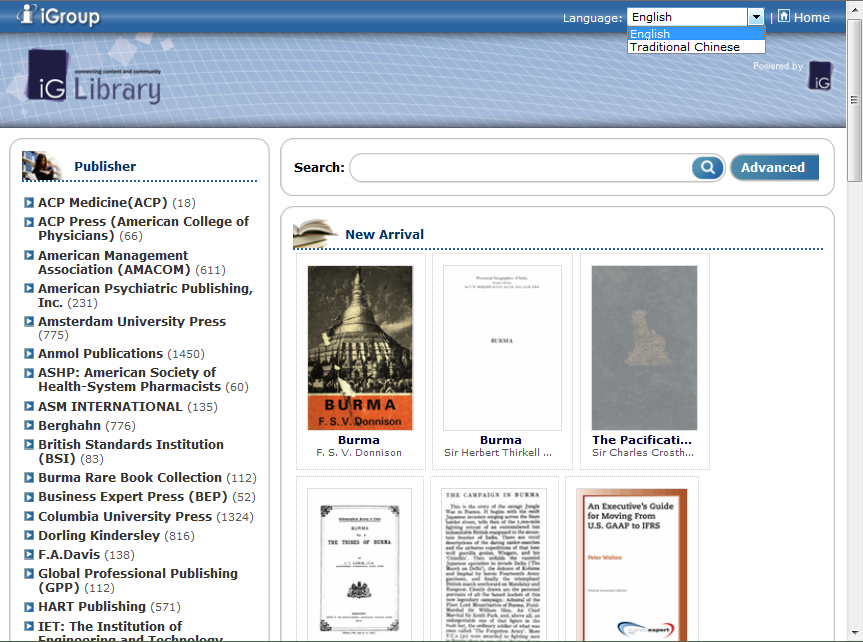 iGroup
Language: English | Home
English
Traditional Chinese
connecting content and community
iG Library
Powered by
iG
Publisher
ACP Medicine(ACP) (18)
ACP Press (American College of
Physicians) (66)
American Management
Association (AMACOM) (611)
American Psychiatric Publishing,
Inc. (231)
Amsterdam University Press
(775)
Anmol Publications (1450)
ASHP: American Society of
Health-System Pharmacists (60)
ASM INTERNATIONAL (135)
Berghahn (776)
British Standards Institution
(BSI) (83)
Burma Rare Book Collection (112)
Business Expert Press (BEP) (52)
Columbia University Press (1324)
Dorling Kindersley (816)
F.A.Davis (138)
Global Professional Publishing
(GPP) (112)
HART Publishing (571)
IET: The Institution of
Engineering and Technology
Search:
Advanced
New Arrival
BURMA
F. S. V. Donnison
Burma
F. S. V. Donnison
BURMA
Burma
Sir Herbert Thirkell ...
The Pacificati...
Sir Charles Crosth...
BURMA
THE TRIBES OF BURMA
THE CAMPAIGN IN BURMA
An Executive's Guide
for Moving From
U.S. GAAP to IFRS
Peter Walton
expert